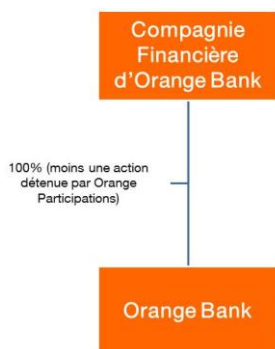 Compagnie
Financière
d'Orange Bank
100% (moins une action
détenue par Orange
Participations)
Orange Bank